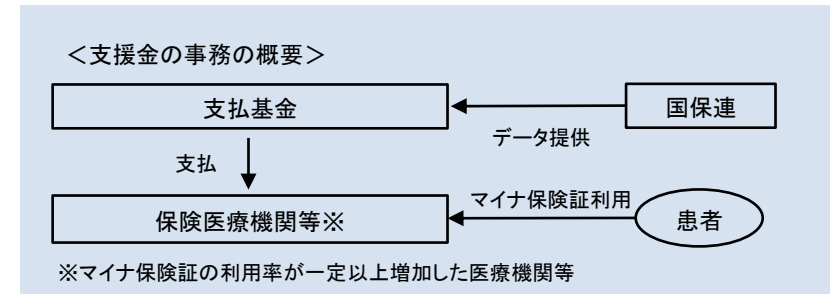 ＜支援金の事務の概要＞
支払基金
国保連
データ提供
支払
マイナ保険証利用
保険医療機関等※
患者
※マイナ保険証の利用率が一定以上増加した医療機関等